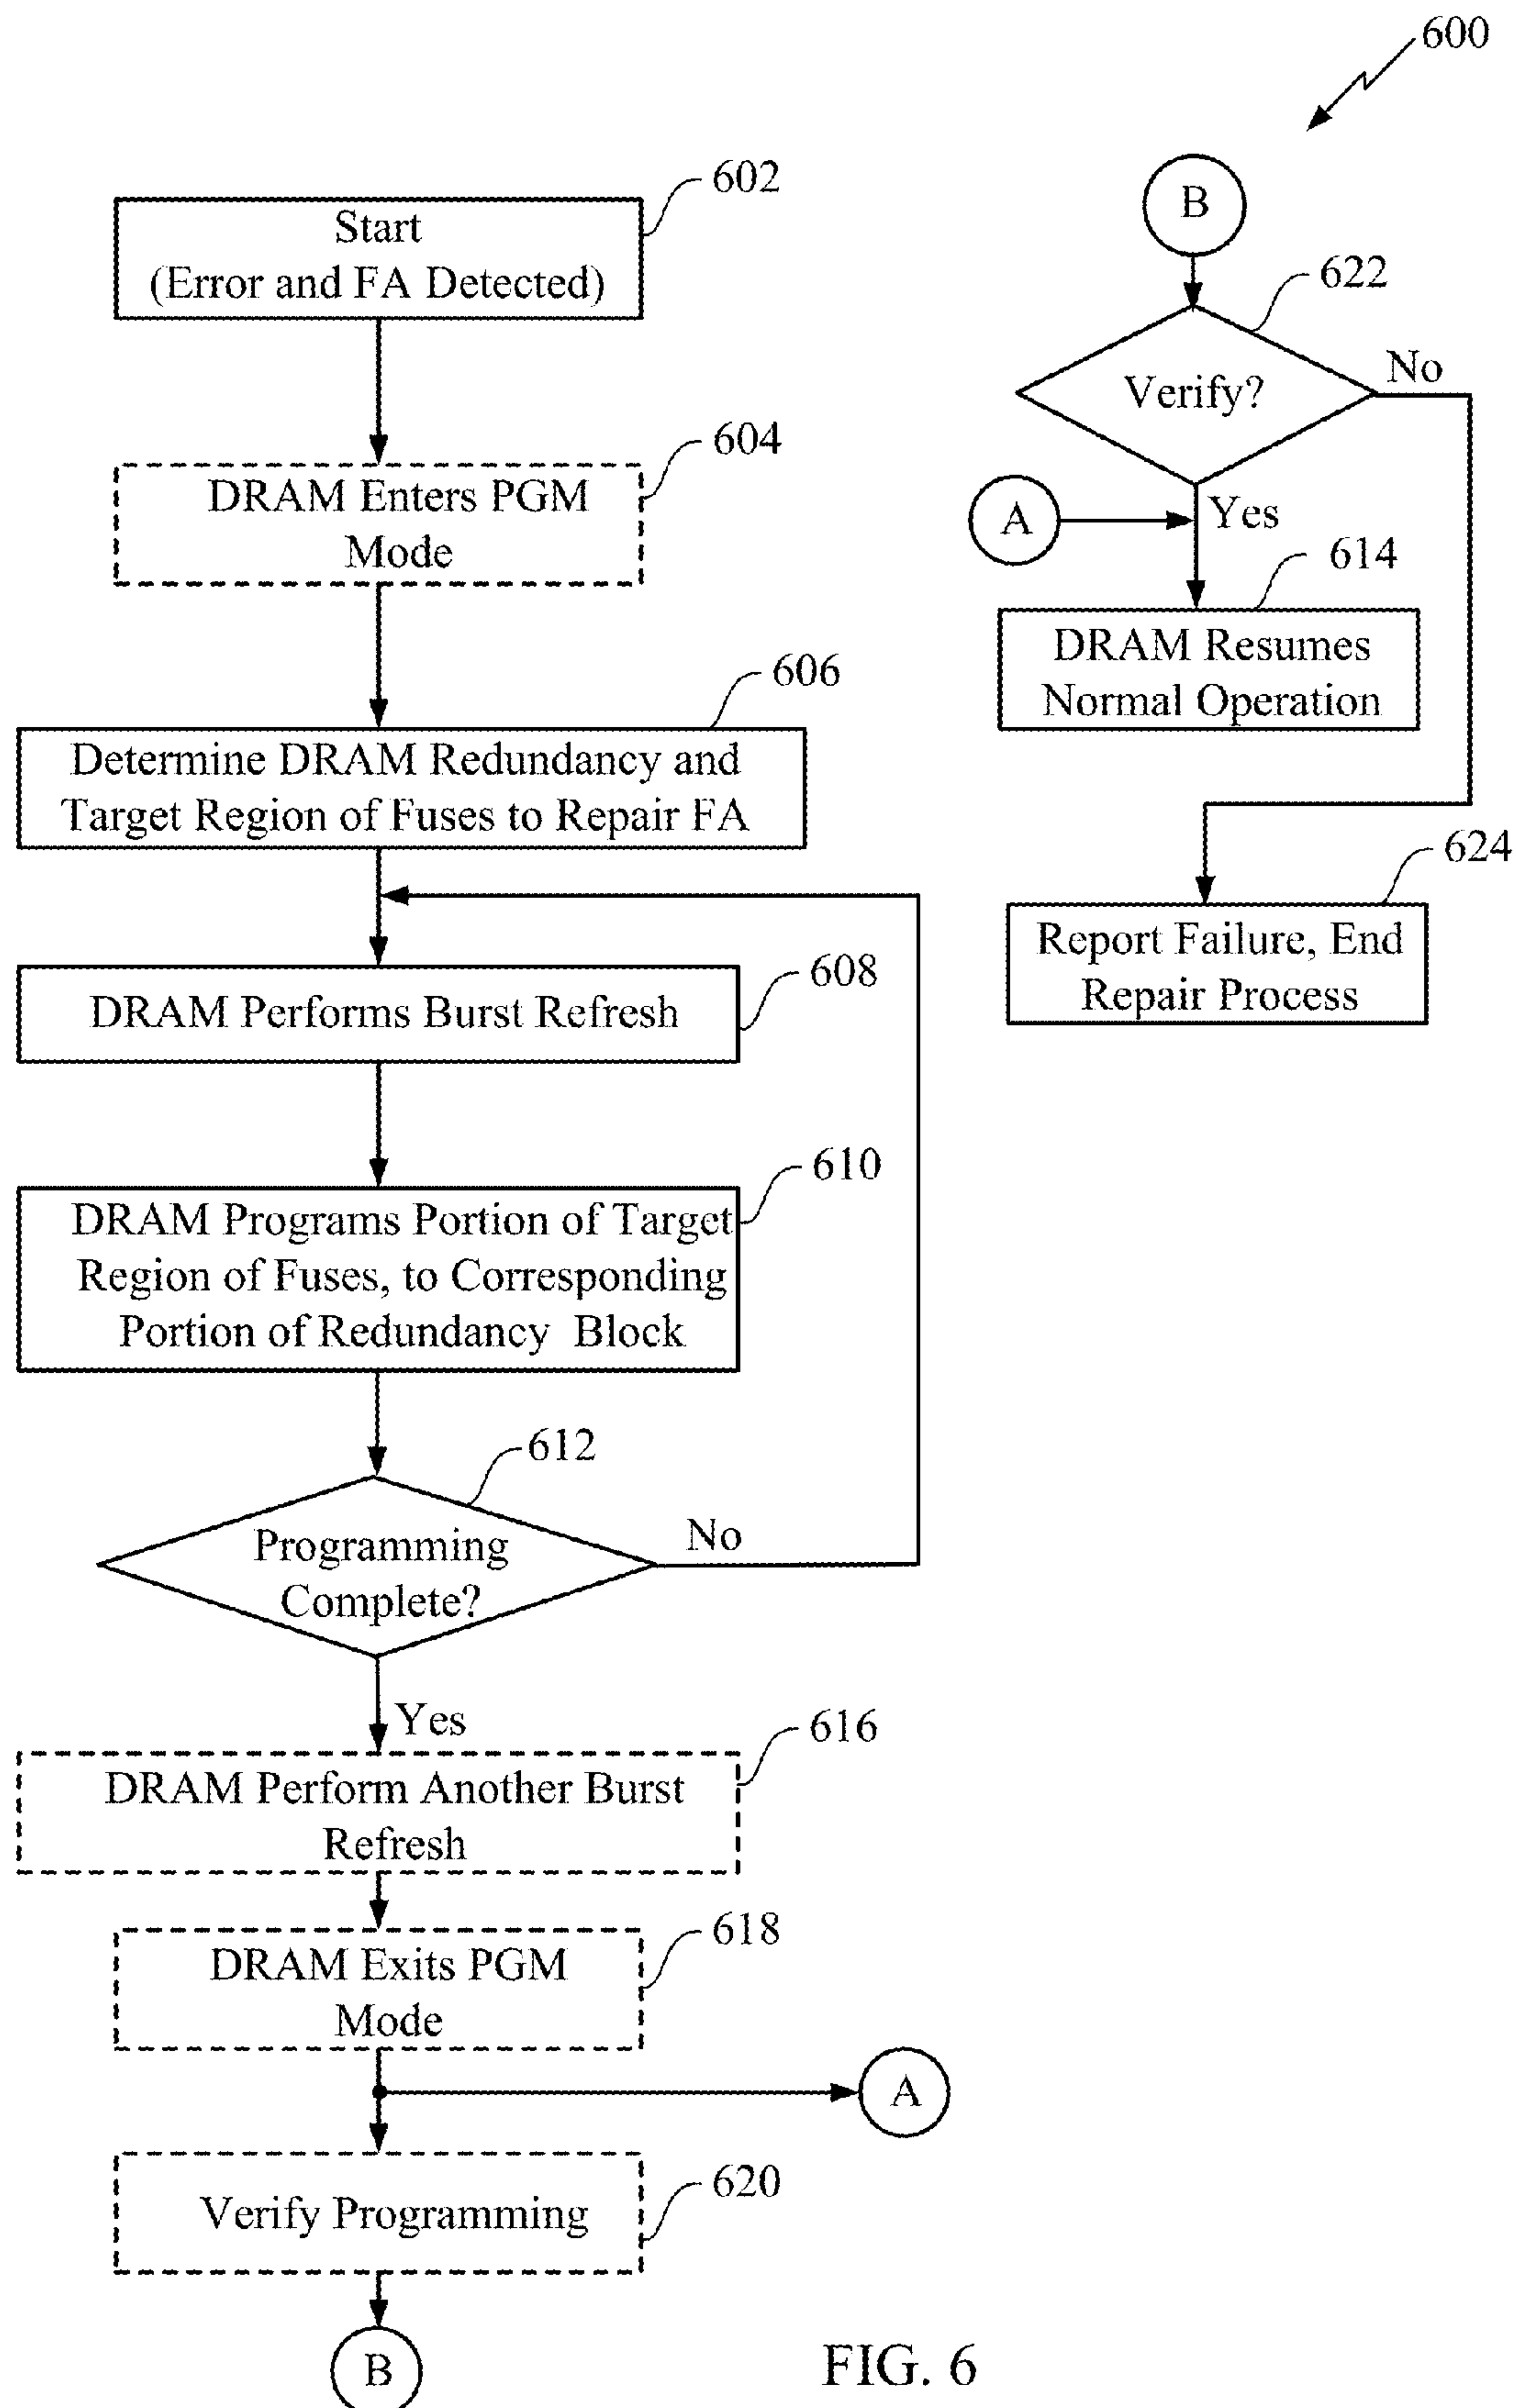 600
602
Start
(Error and FA Detected)
604
DRAM Enters PGM
Mode
606
Determine DRAM Redundancy and
Target Region of Fuses to Repair FA
608
DRAM Performs Burst Refresh
610
DRAM Programs Portion of Target
Region of Fuses, to Corresponding
Portion of Redundancy Block
612
Programming
Complete?
No
Yes
616
DRAM Perform Another Burst
Refresh
618
DRAM Exits PGM
Mode
A
620
Verify Programming
B
B
622
Verify?
No
A
Yes
614
DRAM Resumes
Normal Operation
624
Report Failure, End
Repair Process
FIG. 6